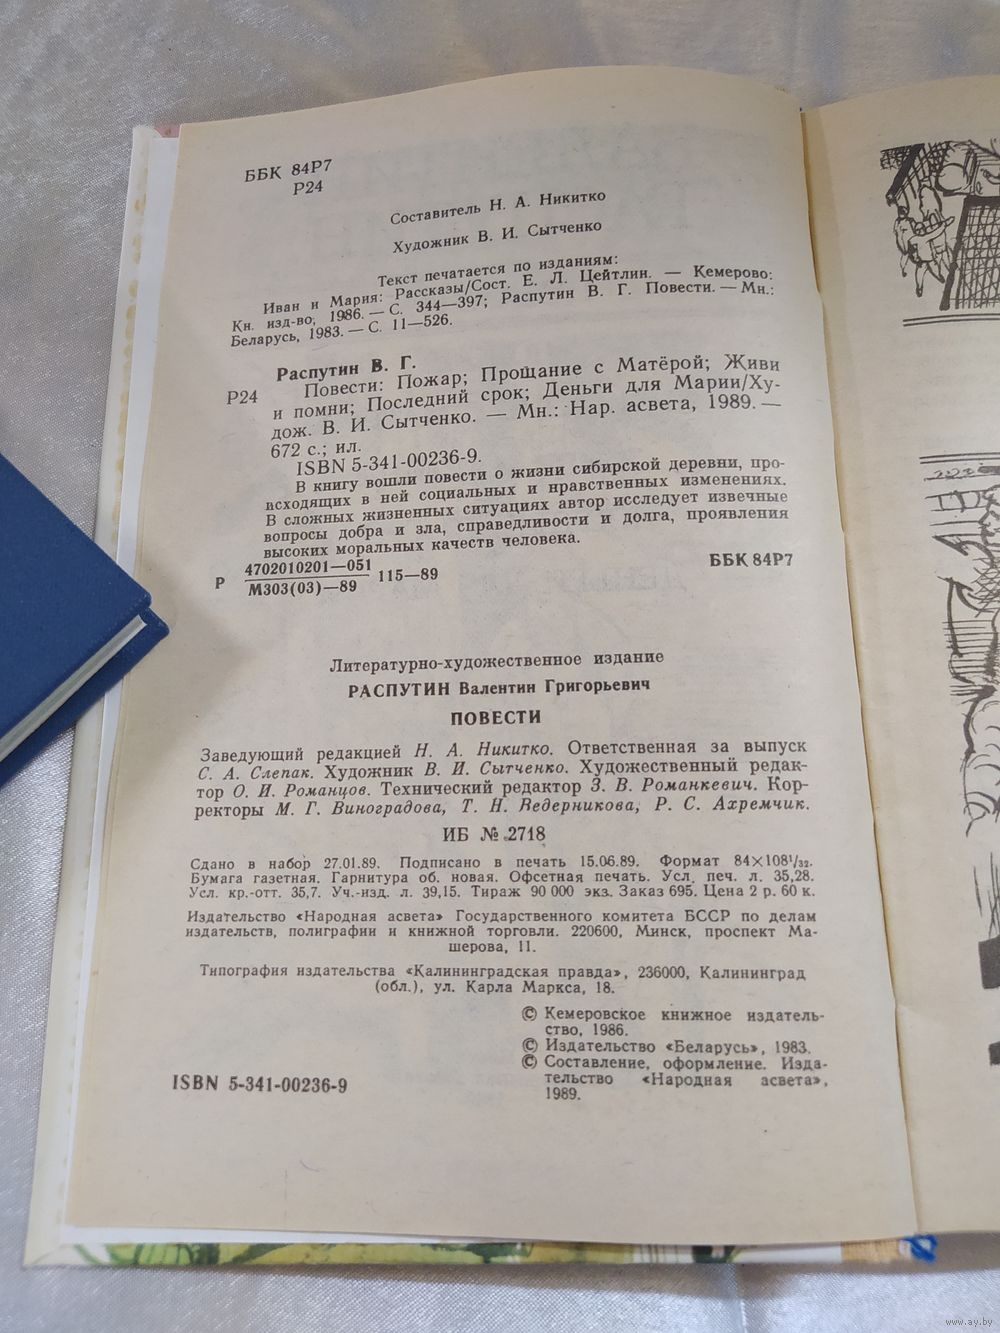 ББК 84Р7
Р24
Составитель Н. А. Никитко
Художник В. И. Сытченко
Текст печатается по изданиям:
Иван и Мария: Рассказы/Сост. Е. Л. Цейтлин. — Кемерово:
Кн. изд-во, 1986. — С. 344—397; Распутин В. Г. Повести. — Мн.:
Беларусь, 1983. — С. 11—526.
Распутин В. Г.
Р24 Повести: Пожар; Прощание с Матёрой; Живи
и помни; Последний срок; Деньги для Марии/Ху-
дож. В. И. Сытченко. — Мн.: Нар. асвета, 1989. —
672 с.; ил.
ISBN 5-341-00236-9.
В книгу вошли повести о жизни сибирской деревни, про-
исходящих в ней социальных и нравственных изменениях.
В сложных жизненных ситуациях автор исследует извечные
вопросы добра и зла, справедливости и долга, проявления
высоких моральных качеств человека.
Р 4702010201—051
М303(03)—89 115—89
ББК 84Р7
Литературно-художественное издание
РАСПУТИН Валентин Григорьевич
ПОВЕСТИ
Заведующий редакцией Н. А. Никитко. Ответственная за выпуск
С. А. Слепак. Художник В. И. Сытченко. Художественный редак-
тор О. И. Романцов. Технический редактор З. В. Романкевич. Кор-
ректоры М. Г. Виноградова, Т. Н. Ведерникова, Р. С. Ахремчик.
ИБ № 2718
Сдано в набор 27.01.89. Подписано в печать 15.06.89. Формат 84×108¹/₃₂.
Бумага газетная. Гарнитура об. новая. Офсетная печать. Усл. печ. л. 35,28.
Усл. кр.-отт. 35,7. Уч.-изд. л. 39,15. Тираж 90 000 экз. Заказ 695. Цена 2 р. 60 к.
Издательство «Народная асвета» Государственного комитета БССР по делам
издательств, полиграфии и книжной торговли. 220600, Минск, проспект Ма-
шерова, 11.
Типография издательства «Калининградская правда», 236000, Калининград
(обл.), ул. Карла Маркса, 18.
© Кемеровское книжное издатель-
ство, 1986.
© Издательство «Беларусь», 1983.
© Составление, оформление. Изда-
тельство «Народная асвета»,
1989.
ISBN 5-341-00236-9
www.ay.by